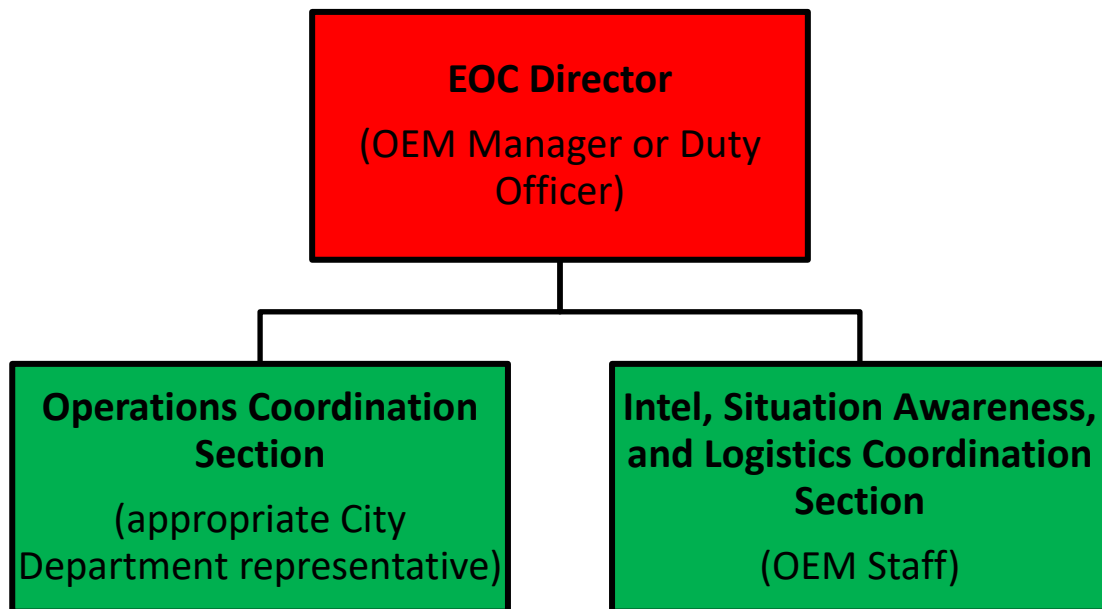 EOC Director
(OEM Manager or Duty
Officer)
Operations Coordination
Section
(appropriate City
Department representative)
Intel, Situation Awareness,
and Logistics Coordination
Section
(OEM Staff)